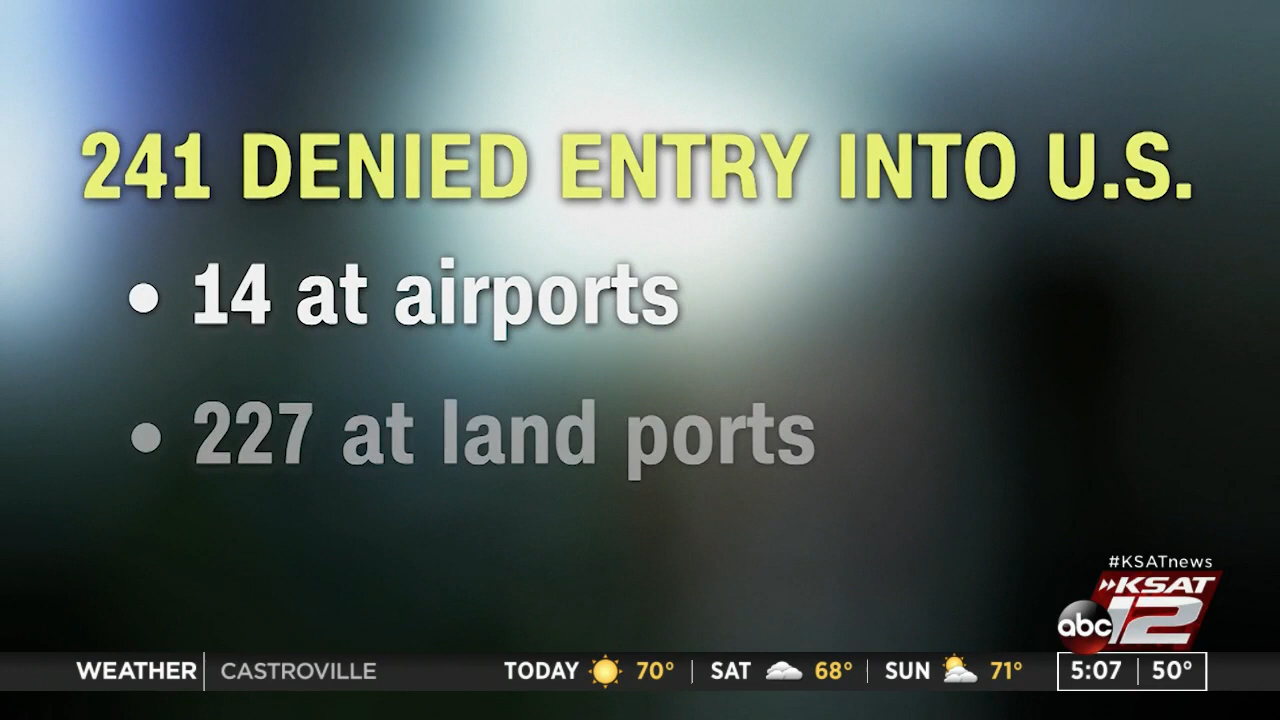 241 DENIED ENTRY INTO U.S.
• 14 at airports
• 227 at land ports
#KSATnews
KSAT
abc 12
WEATHER CASTROVILLE TODAY 70° SAT 68° SUN 71° 5:07 50°